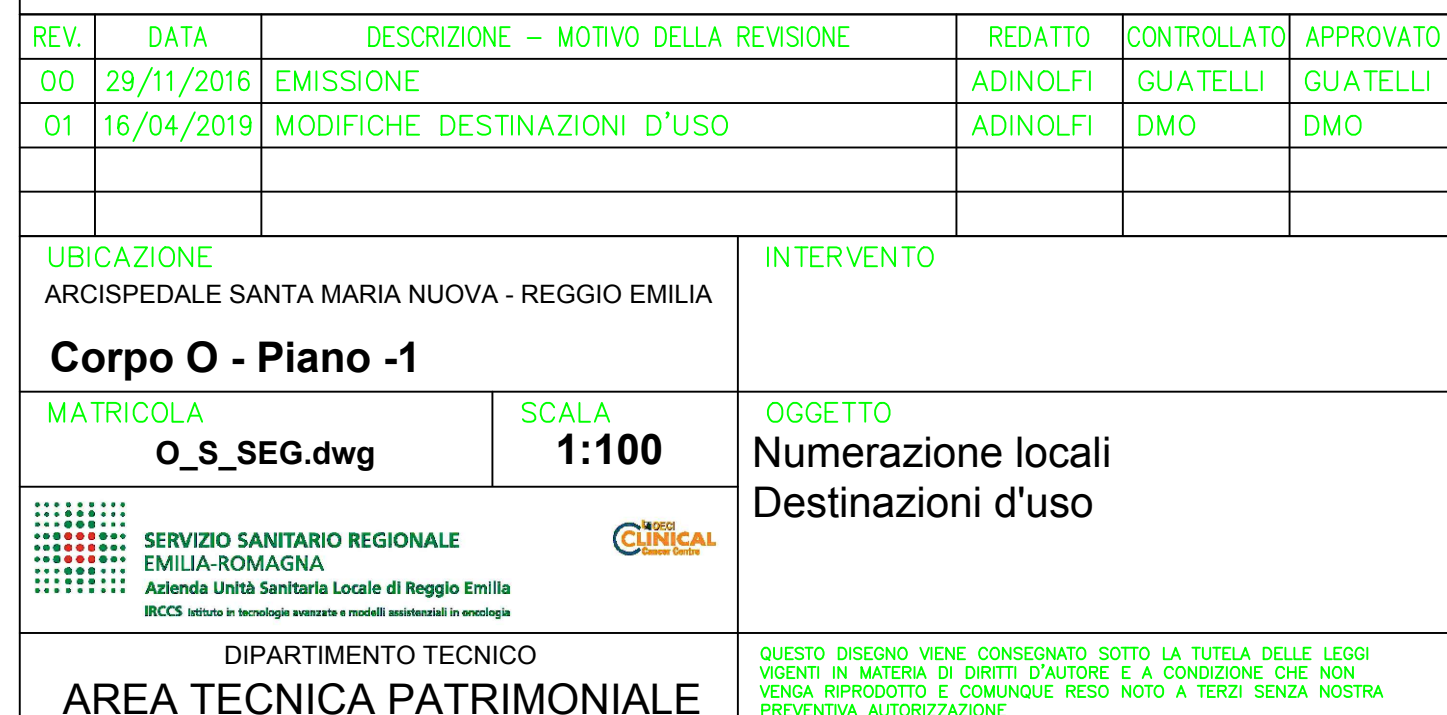 REV. DATA DESCRIZIONE – MOTIVO DELLA REVISIONE REDATTO CONTROLLATO APPROVATO
00 29/11/2016 EMISSIONE ADINOLFI GUATELLI GUATELLI
01 16/04/2019 MODIFICHE DESTINAZIONI D'USO ADINOLFI DMO DMO
UBICAZIONE
ARCISPEDALE SANTA MARIA NUOVA - REGGIO EMILIA
Corpo O - Piano -1
INTERVENTO
MATRICOLA
O_S_SEG.dwg
SCALA
1:100
OGGETTO
Numerazione locali
Destinazioni d'uso
SERVIZIO SANITARIO REGIONALE
EMILIA-ROMAGNA
Azienda Unità Sanitaria Locale di Reggio Emilia
IRCCS Istituto in tecnologie avanzate e modelli assistenziali in oncologia
OECI
CLINICAL
Cancer Centre
DIPARTIMENTO TECNICO
AREA TECNICA PATRIMONIALE
QUESTO DISEGNO VIENE CONSEGNATO SOTTO LA TUTELA DELLE LEGGI
VIGENTI IN MATERIA DI DIRITTI D'AUTORE E A CONDIZIONE CHE NON
VENGA RIPRODOTTO E COMUNQUE RESO NOTO A TERZI SENZA NOSTRA
PREVENTIVA AUTORIZZAZIONE